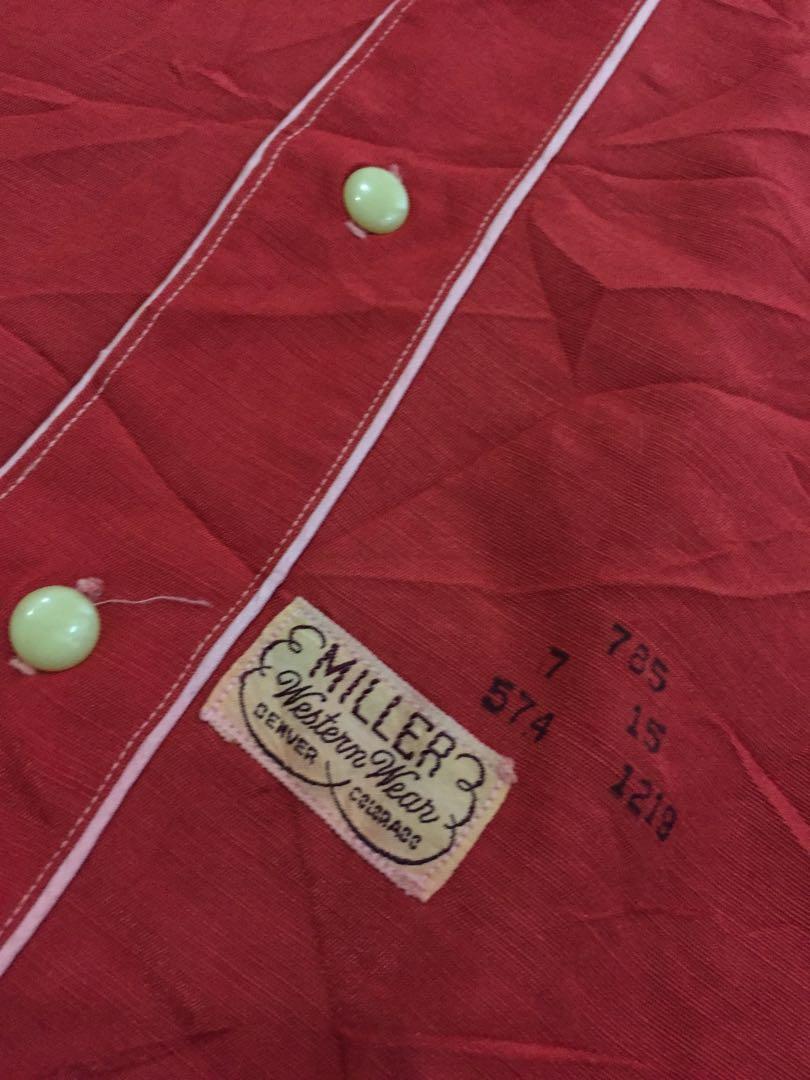 MILLER
Western Wear
DENVER COLORADO
7 785
574 15
1219